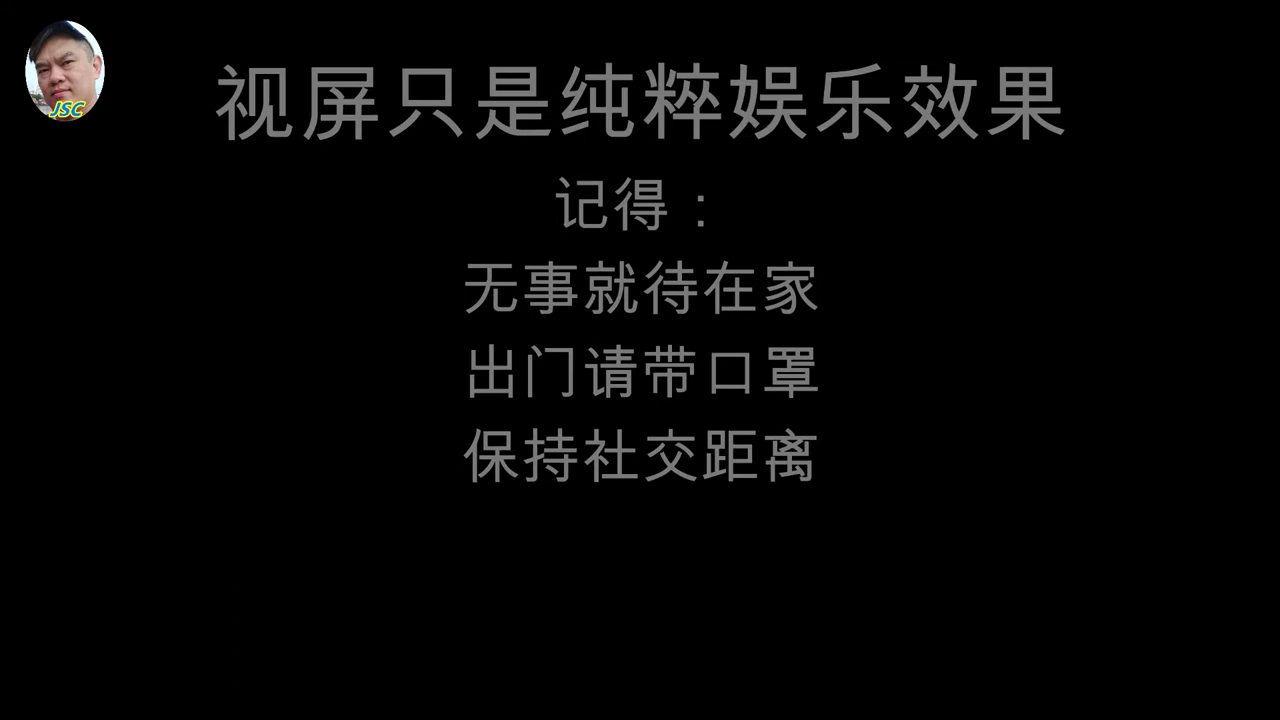 JSC
视屏只是纯粹娱乐效果
记得：
无事就待在家
出门请带口罩
保持社交距离